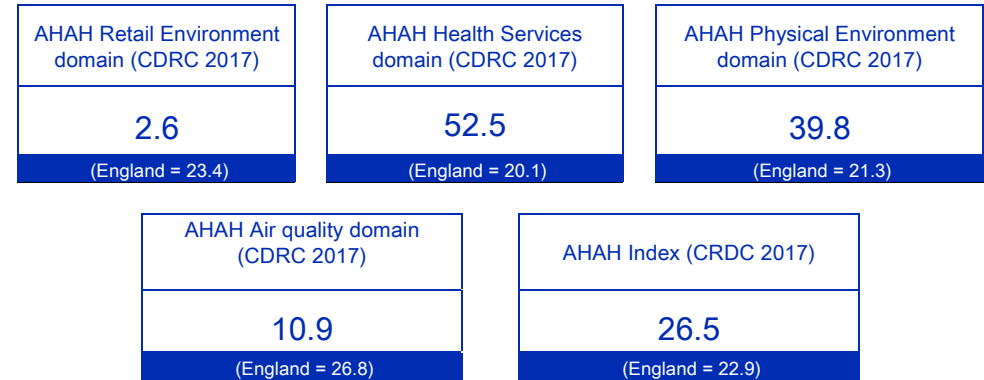 AHAH Retail Environment
domain (CDRC 2017)
2.6
(England = 23.4)
AHAH Health Services
domain (CDRC 2017)
52.5
(England = 20.1)
AHAH Physical Environment
domain (CDRC 2017)
39.8
(England = 21.3)
AHAH Air quality domain
(CDRC 2017)
10.9
(England = 26.8)
AHAH Index (CRDC 2017)
26.5
(England = 22.9)